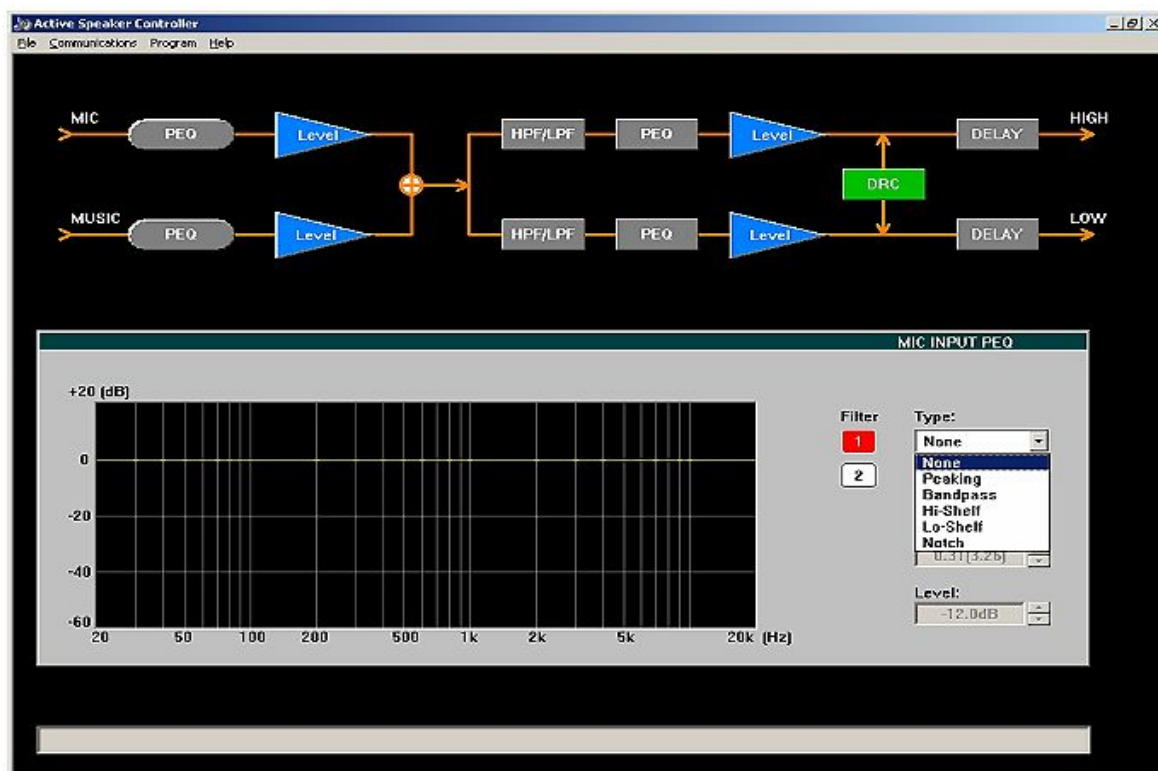 Active Speaker Controller
File Communications Program Help
MIC
PEQ
Level
HPF/LPF
PEQ
Level
DELAY
HIGH
DRC
MUSIC
PEQ
Level
HPF/LPF
PEQ
Level
DELAY
LOW
MIC INPUT PEQ
+20 (dB)
0
-20
-40
-60
20 50 100 200 500 1k 2k 5k 20k (Hz)
Filter
1
2
Type:
None
None
Peaking
Bandpass
Hi-Shelf
Lo-Shelf
Notch
0.31[3.26]
Level:
-12.0dB